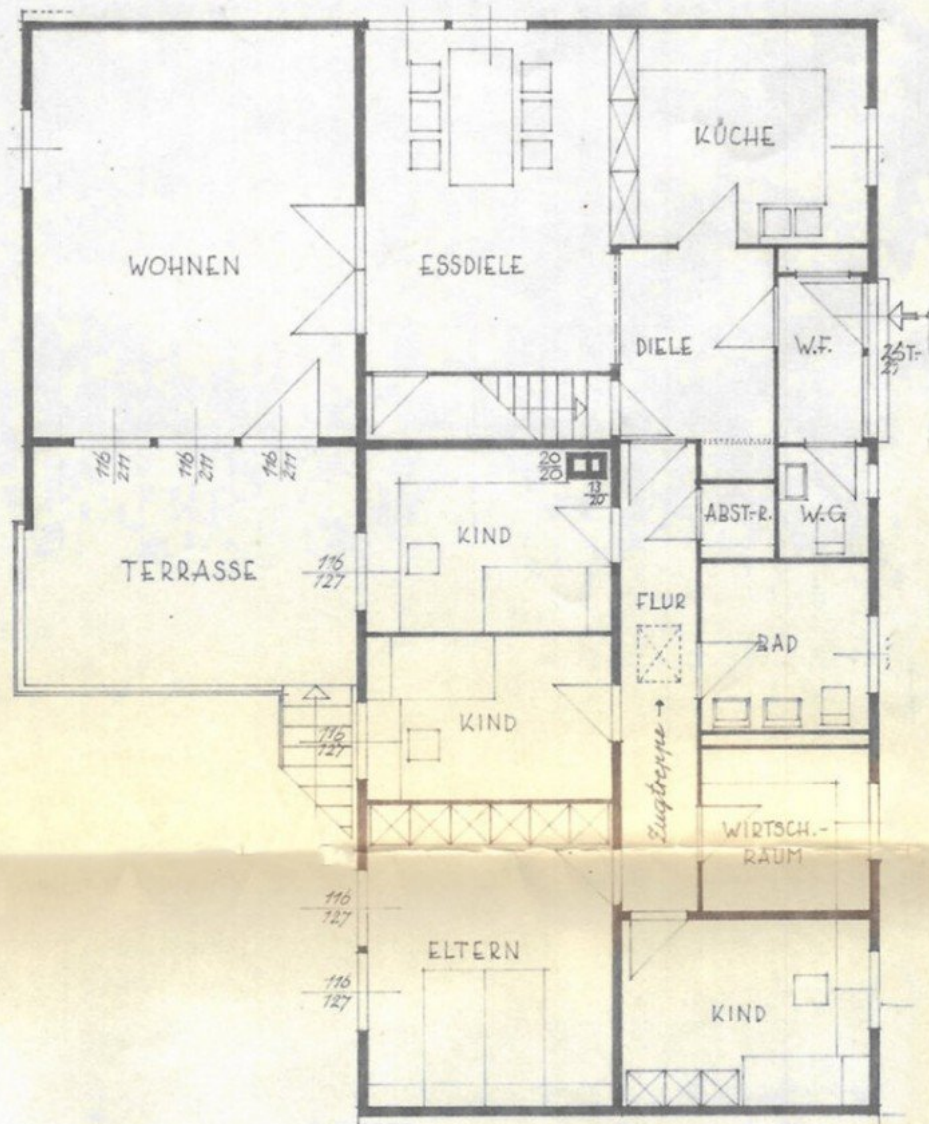 KÜCHE
WOHNEN
ESSDIELE
DIELE
W.F.
2ST.-
116
211
116
211
116
211
20
20
13
20
ABST-R.
W.C.
KIND
TERRASSE
116
127
FLUR
BAD
KIND
116
127
Zugtreppe →
WIRTSCH.-
RAUM
116
127
ELTERN
116
127
KIND